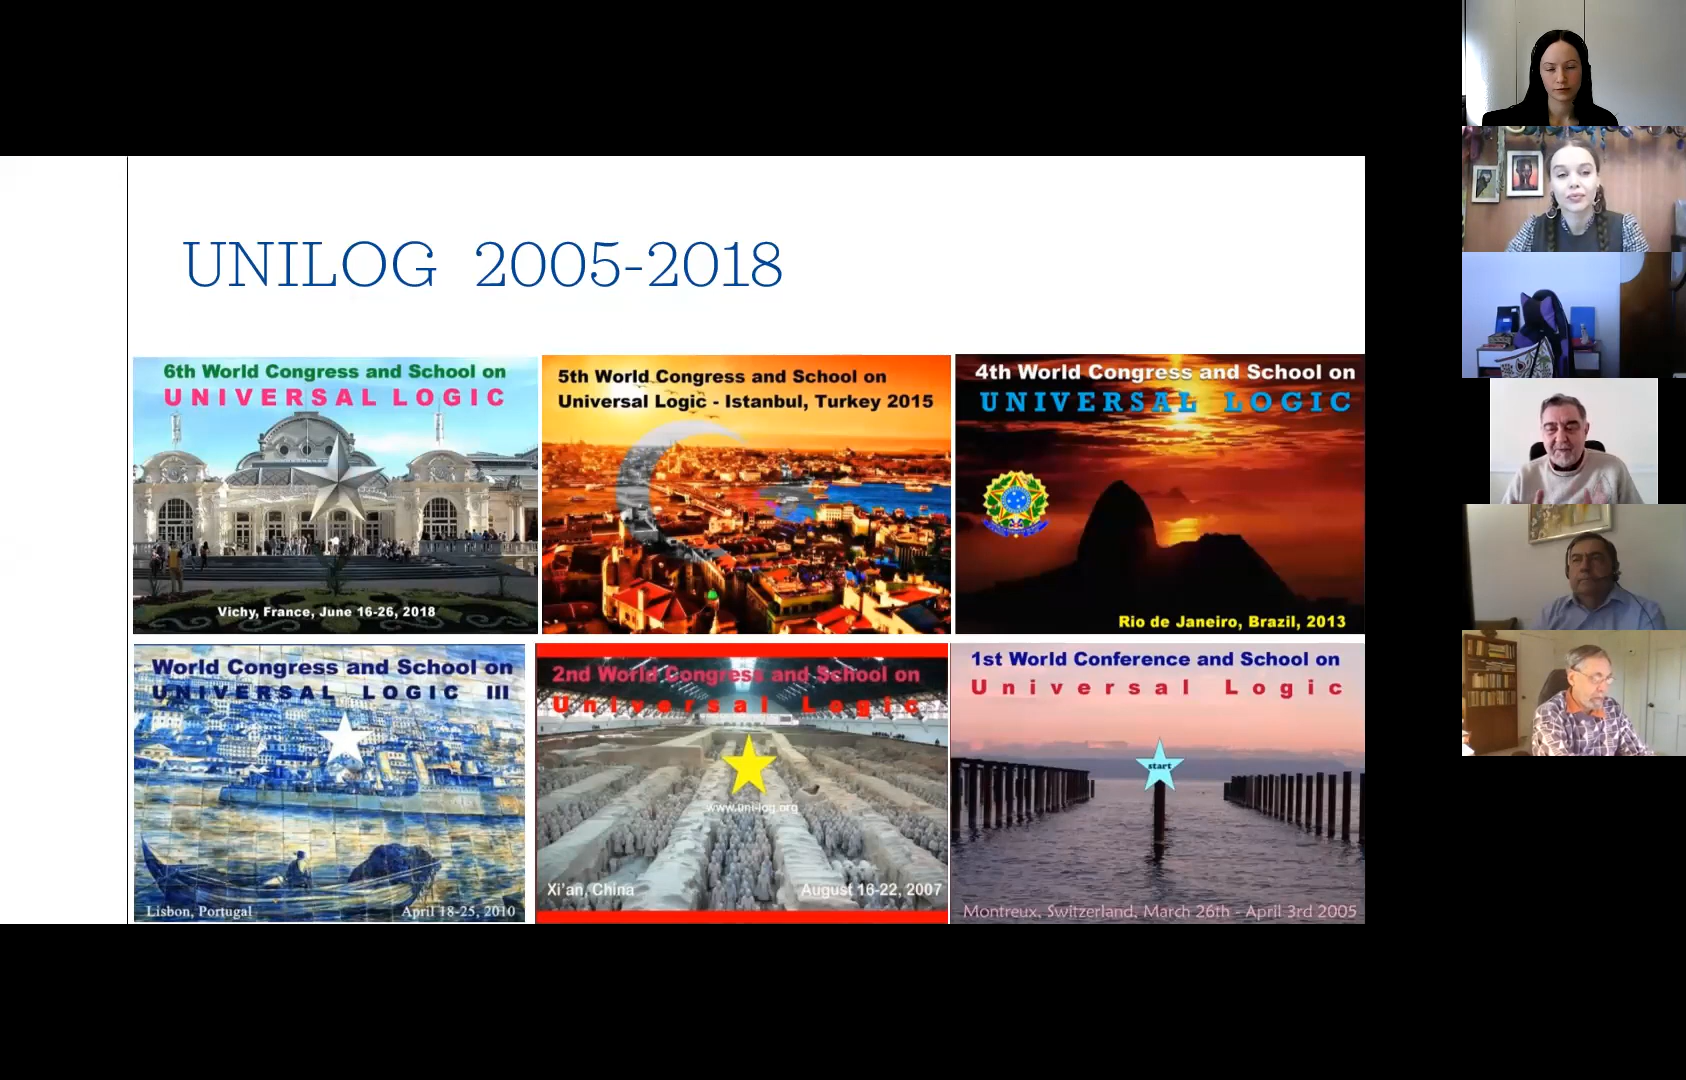 UNILOG 2005-2018
6th World Congress and School on
UNIVERSAL LOGIC
Vichy, France, June 16-26, 2018
5th World Congress and School on
Universal Logic - Istanbul, Turkey 2015
4th World Congress and School on
UNIVERSAL LOGIC
Rio de Janeiro, Brazil, 2013
World Congress and School on
UNIVERSAL LOGIC III
Lisbon, Portugal
April 18-25, 2010
2nd World Congress and School on
Universal Logic
www.uni-log.org
Xi'an, China
August 16-22, 2007
1st World Conference and School on
Universal Logic
start
Montreux, Switzerland, March 26th - April 3rd 2005